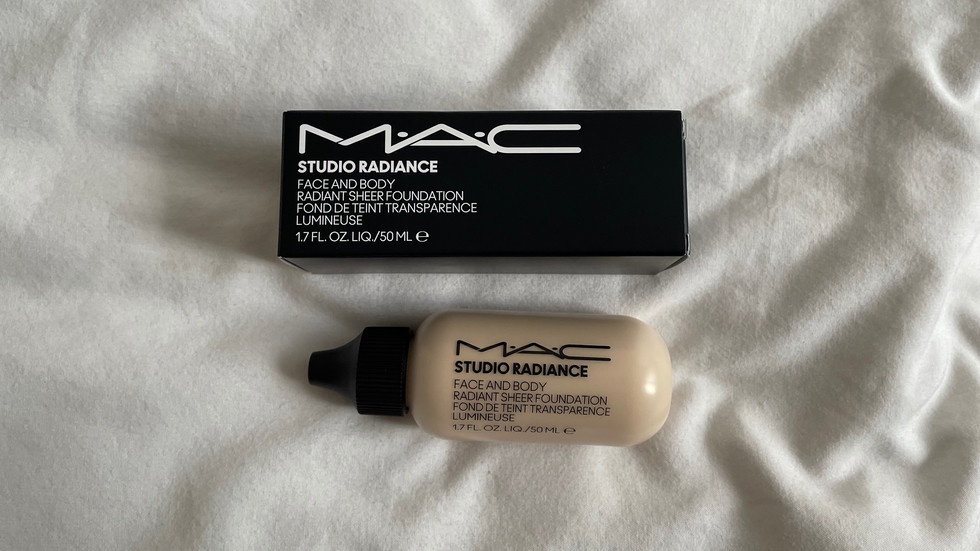 M·A·C
STUDIO RADIANCE
FACE AND BODY
RADIANT SHEER FOUNDATION
FOND DE TEINT TRANSPARENCE
LUMINEUSE
1.7 FL. OZ. LIQ./50 ML ℮
M·A·C
STUDIO RADIANCE
FACE AND BODY
RADIANT SHEER FOUNDATION
FOND DE TEINT TRANSPARENCE
LUMINEUSE
1.7 FL. OZ. LIQ./50 ML ℮